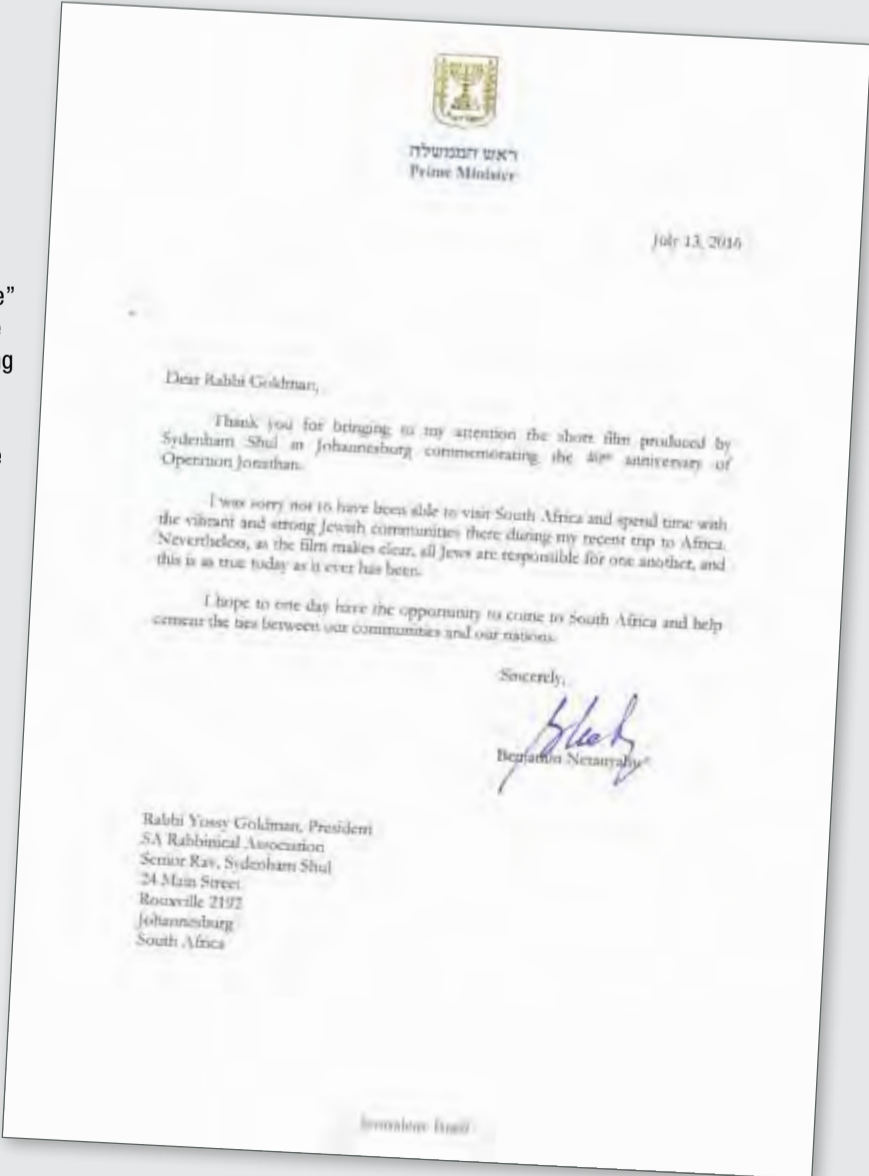 e”
ng
ראש הממשלה
Prime Minister
July 13, 2016
Dear Rabbi Goldman,
Thank you for bringing to my attention the short film produced by
Sydenham Shul in Johannesburg commemorating the 40th anniversary of
Operation Jonathan.
I was sorry not to have been able to visit South Africa and spend time with
the vibrant and strong Jewish communities there during my recent trip to Africa.
Nevertheless, as the film makes clear, all Jews are responsible for one another, and
this is as true today as it ever has been.
I hope to one day have the opportunity to come to South Africa and help
cement the ties between our communities and our nations.
Sincerely,
Benjamin Netanyahu
Rabbi Yossy Goldman, President
SA Rabbinical Association
Senior Rav, Sydenham Shul
24 Main Street
Rouxville 2192
Johannesburg
South Africa
Jerusalem, Israel